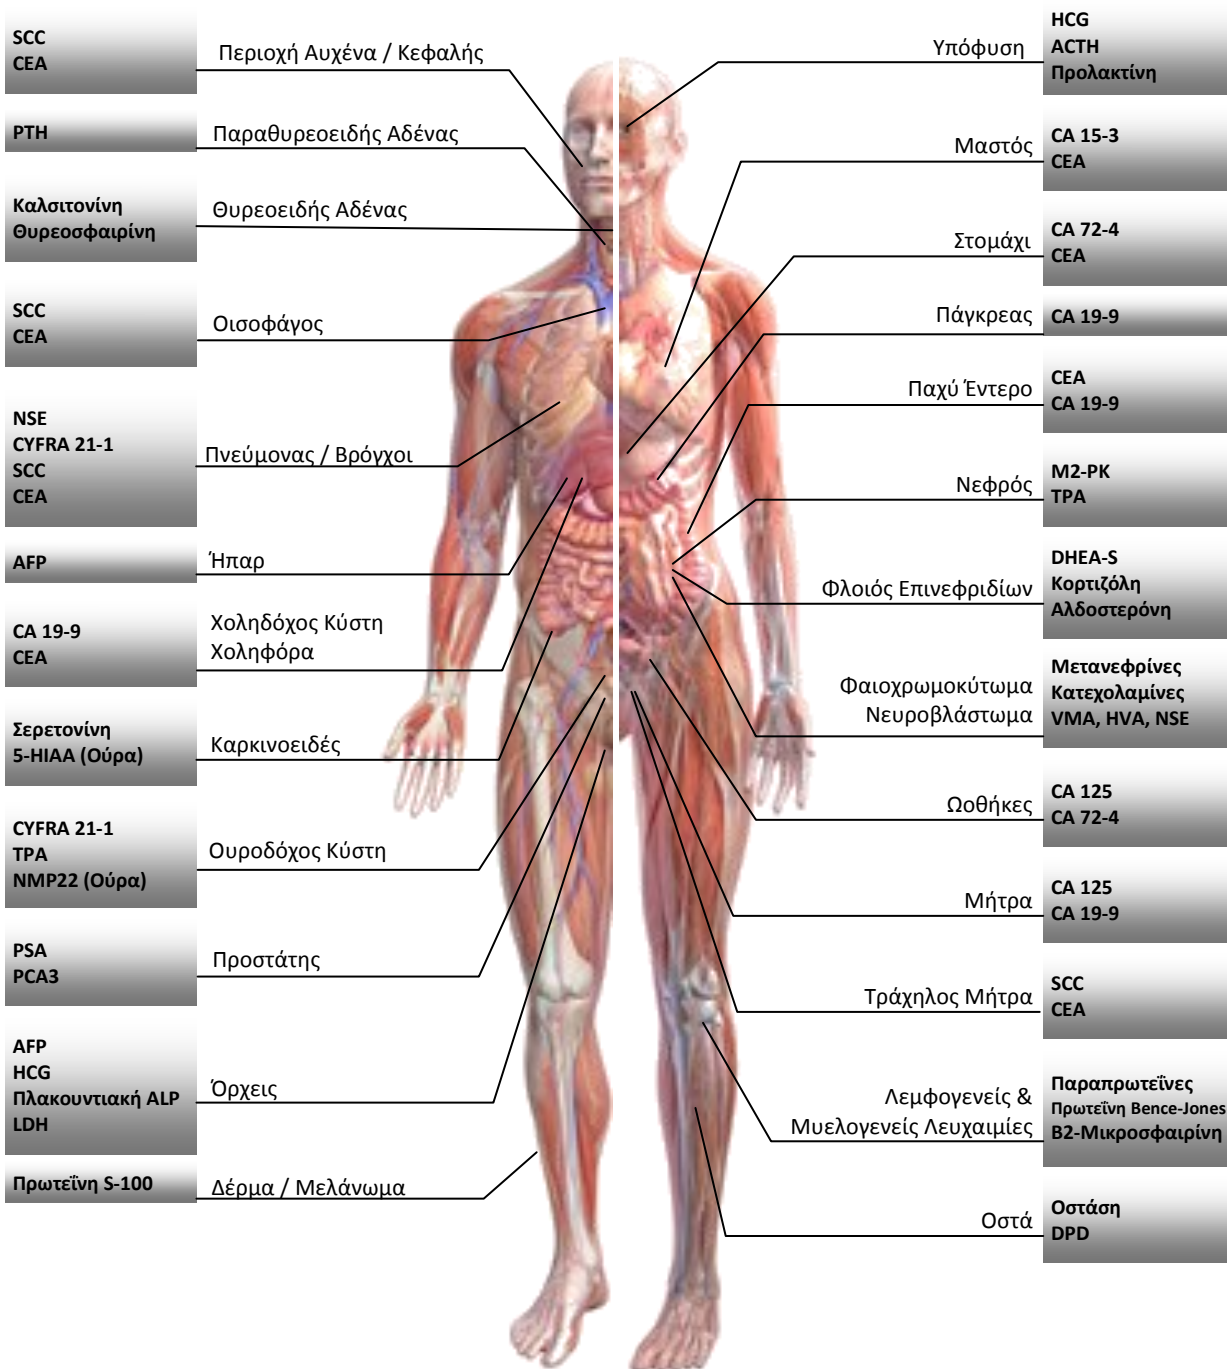 SCC
CEA
Περιοχή Αυχένα / Κεφαλής
PTH
Παραθυρεοειδής Αδένας
Καλσιτονίνη
Θυρεοσφαιρίνη
Θυρεοειδής Αδένας
SCC
CEA
Οισοφάγος
NSE
CYFRA 21-1
SCC
CEA
Πνεύμονας / Βρόγχοι
AFP
Ήπαρ
CA 19-9
CEA
Χοληδόχος Κύστη
Χοληφόρα
Σερετονίνη
5-HIAA (Ούρα)
Καρκινοειδές
CYFRA 21-1
TPA
NMP22 (Ούρα)
Ουροδόχος Κύστη
PSA
PCA3
Προστάτης
AFP
HCG
Πλακουντιακή ALP
LDH
Όρχεις
Πρωτεΐνη S-100
Δέρμα / Μελάνωμα
Υπόφυση
HCG
ACTH
Προλακτίνη
Μαστός
CA 15-3
CEA
Στομάχι
CA 72-4
CEA
Πάγκρεας
CA 19-9
Παχύ Έντερο
CEA
CA 19-9
Νεφρός
M2-PK
TPA
Φλοιός Επινεφριδίων
DHEA-S
Κορτιζόλη
Αλδοστερόνη
Φαιοχρωμοκύτωμα
Νευροβλάστωμα
Μετανεφρίνες
Κατεχολαμίνες
VMA, HVA, NSE
Ωοθήκες
CA 125
CA 72-4
Μήτρα
CA 125
CA 19-9
Τράχηλος Μήτρα
SCC
CEA
Λεμφογενείς &
Μυελογενείς Λευχαιμίες
Παραπρωτεΐνες
Πρωτεΐνη Bence-Jones
B2-Μικροσφαιρίνη
Οστά
Οστάση
DPD